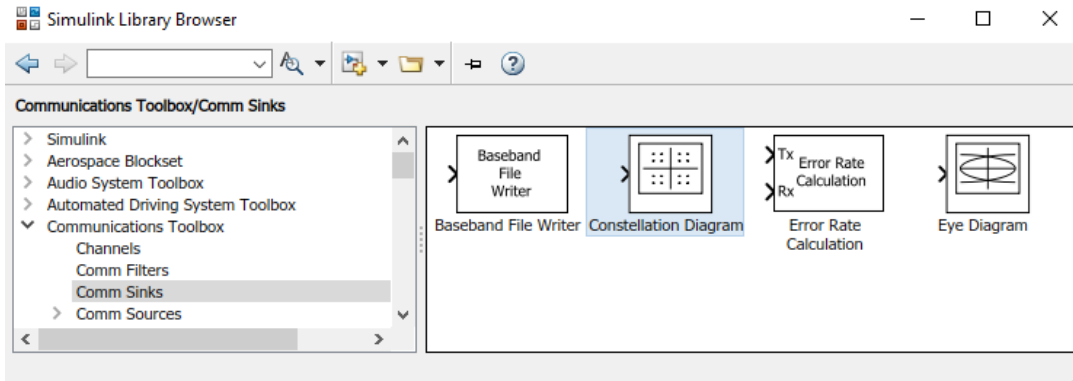 Simulink Library Browser
Communications Toolbox/Comm Sinks
Simulink
Aerospace Blockset
Audio System Toolbox
Automated Driving System Toolbox
Communications Toolbox
Channels
Comm Filters
Comm Sinks
Comm Sources
Baseband
File
Writer
Baseband File Writer
Constellation Diagram
Tx
Rx
Error Rate
Calculation
Error Rate
Calculation
Eye Diagram